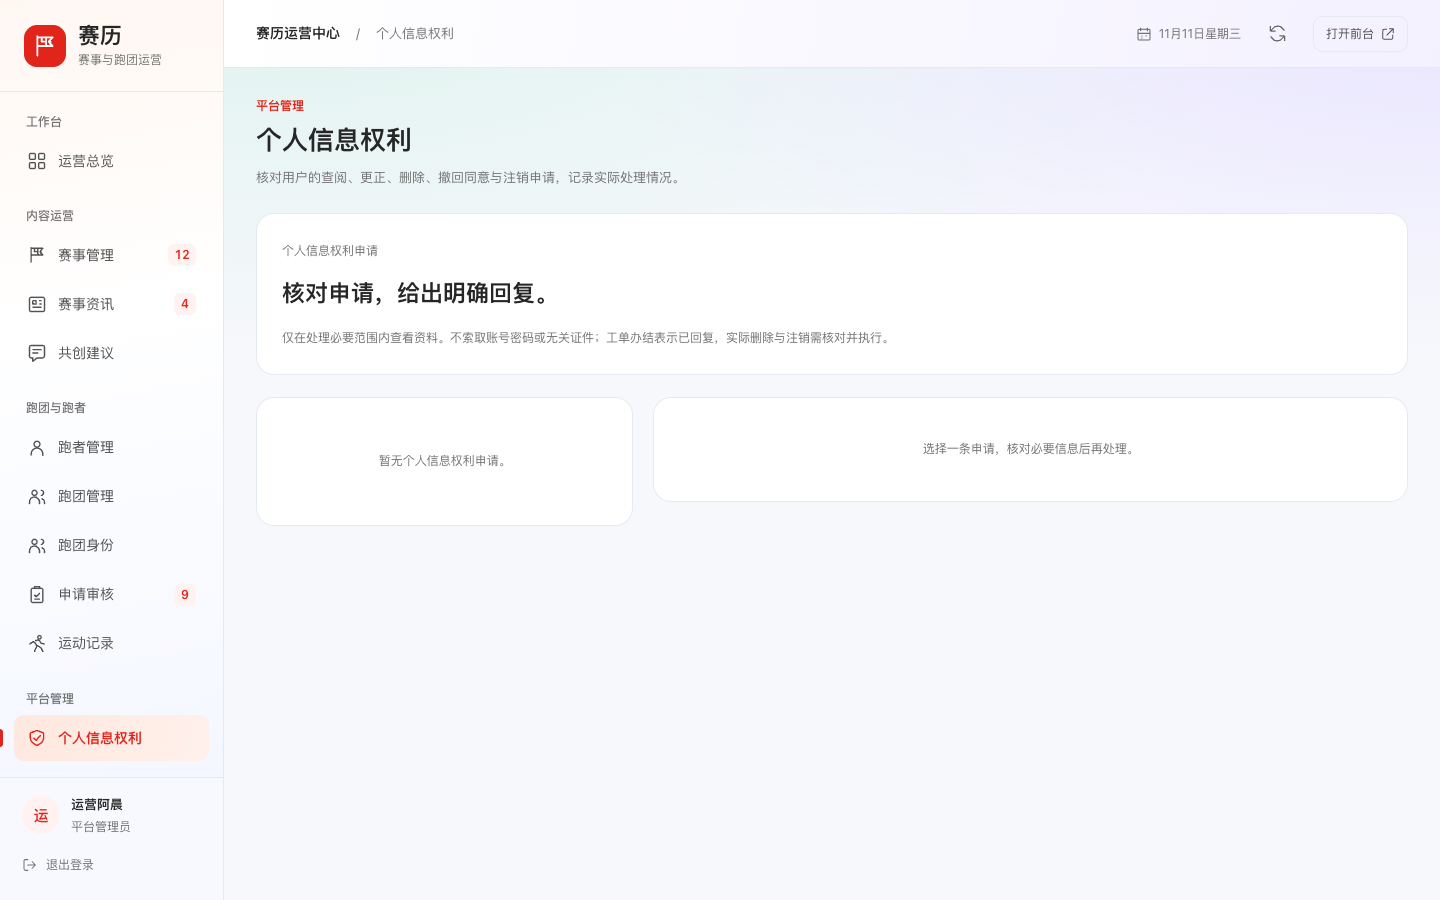 赛历
赛事与跑团运营
工作台
运营总览
内容运营
赛事管理 12
赛事资讯 4
共创建议
跑团与跑者
跑者管理
跑团管理
跑团身份
申请审核 9
运动记录
平台管理
个人信息权利
运 运营阿晨
平台管理员
退出登录
赛历运营中心 / 个人信息权利
11月11日星期三
打开前台
平台管理
个人信息权利
核对用户的查阅、更正、删除、撤回同意与注销申请，记录实际处理情况。
个人信息权利申请
核对申请，给出明确回复。
仅在处理必要范围内查看资料。不索取账号密码或无关证件；工单办结表示已回复，实际删除与注销需核对并执行。
暂无个人信息权利申请。
选择一条申请，核对必要信息后再处理。